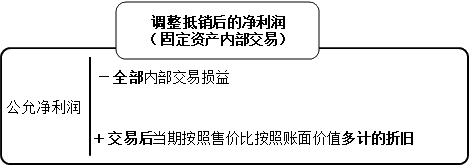 调整抵销后的净利润
（固定资产内部交易）
－全部内部交易损益
公允净利润
＋交易后当期按照售价比按照账面价值多计的折旧